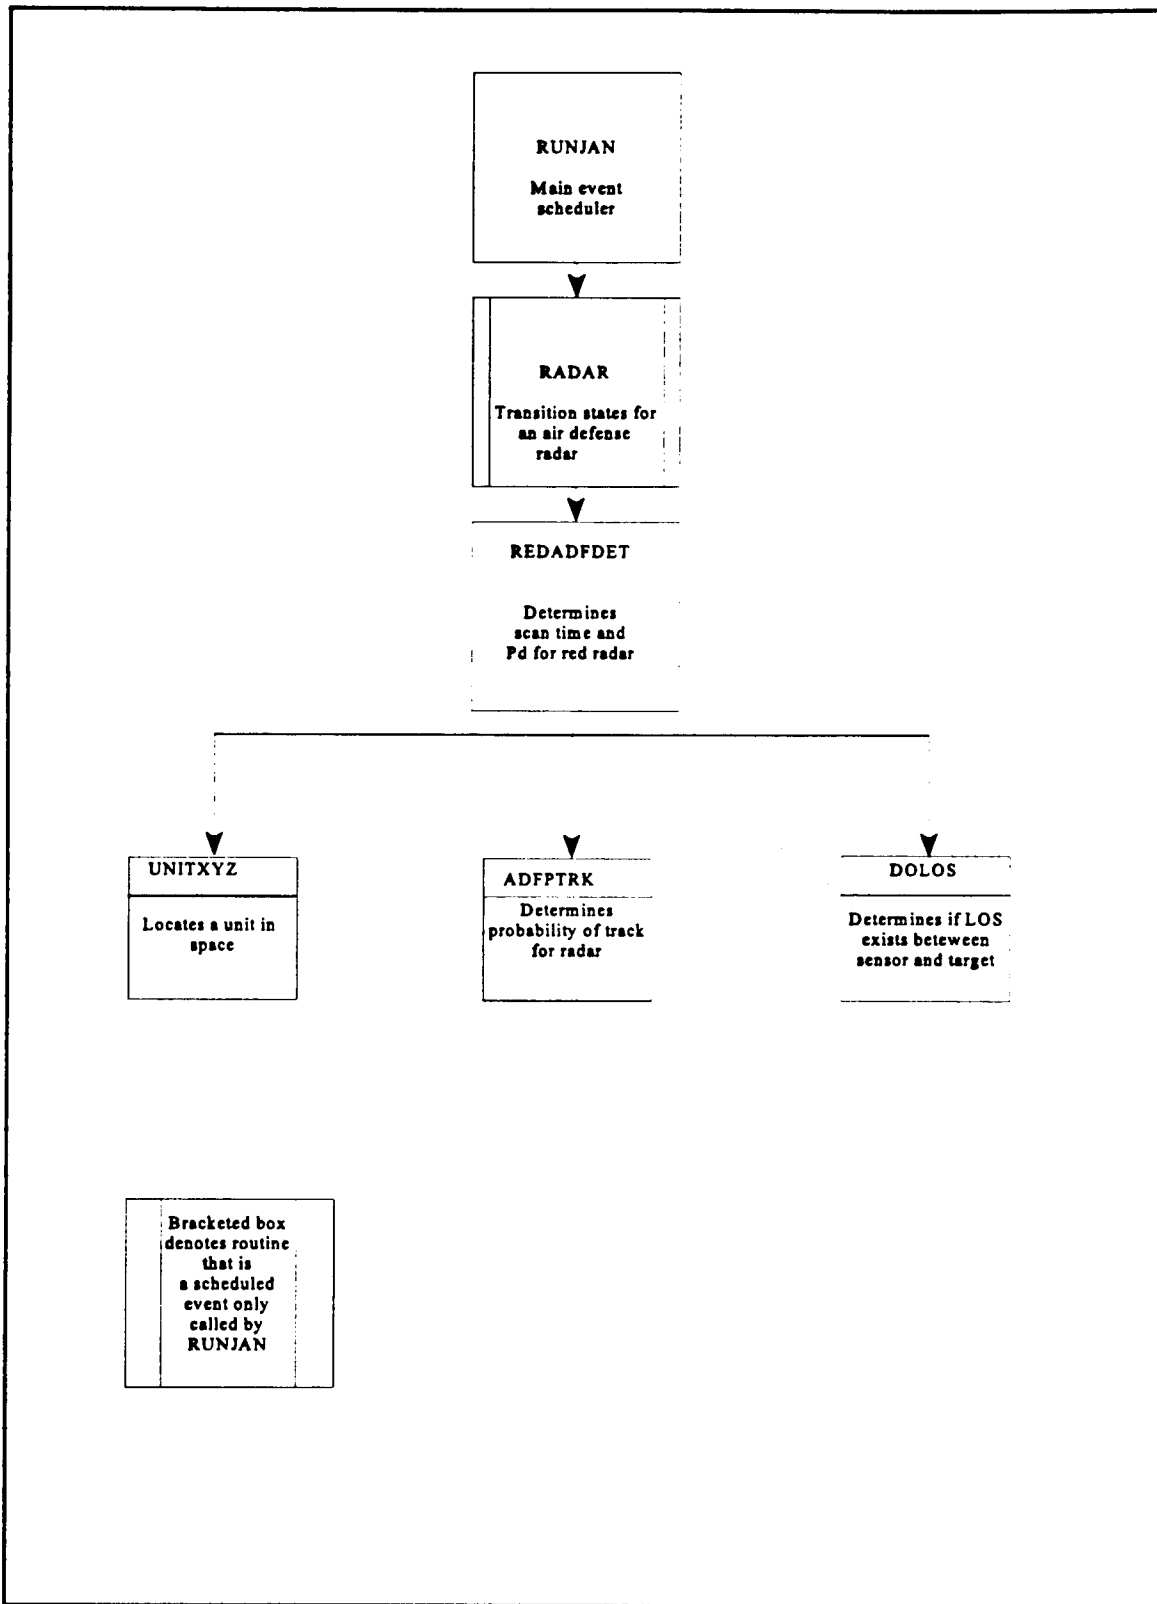 RUNJAN
Main event
scheduler
RADAR
Transition states for
an air defense
radar
REDADFDET
Determines
scan time and
Pd for red radar
UNITXYZ
Locates a unit in
space
ADFPTRK
Determines
probability of track
for radar
DOLOS
Determines if LOS
exists beteween
sensor and target
Bracketed box
denotes routine
that is
a scheduled
event only
called by
RUNJAN